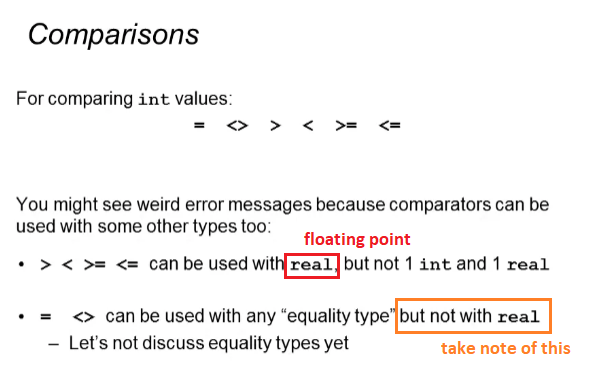 Comparisons
For comparing int values:
= <> > < >= <=
You might see weird error messages because comparators can be
used with some other types too:
floating point
• > < >= <= can be used with real, but not 1 int and 1 real
• = <> can be used with any “equality type” but not with real
– Let's not discuss equality types yet
take note of this